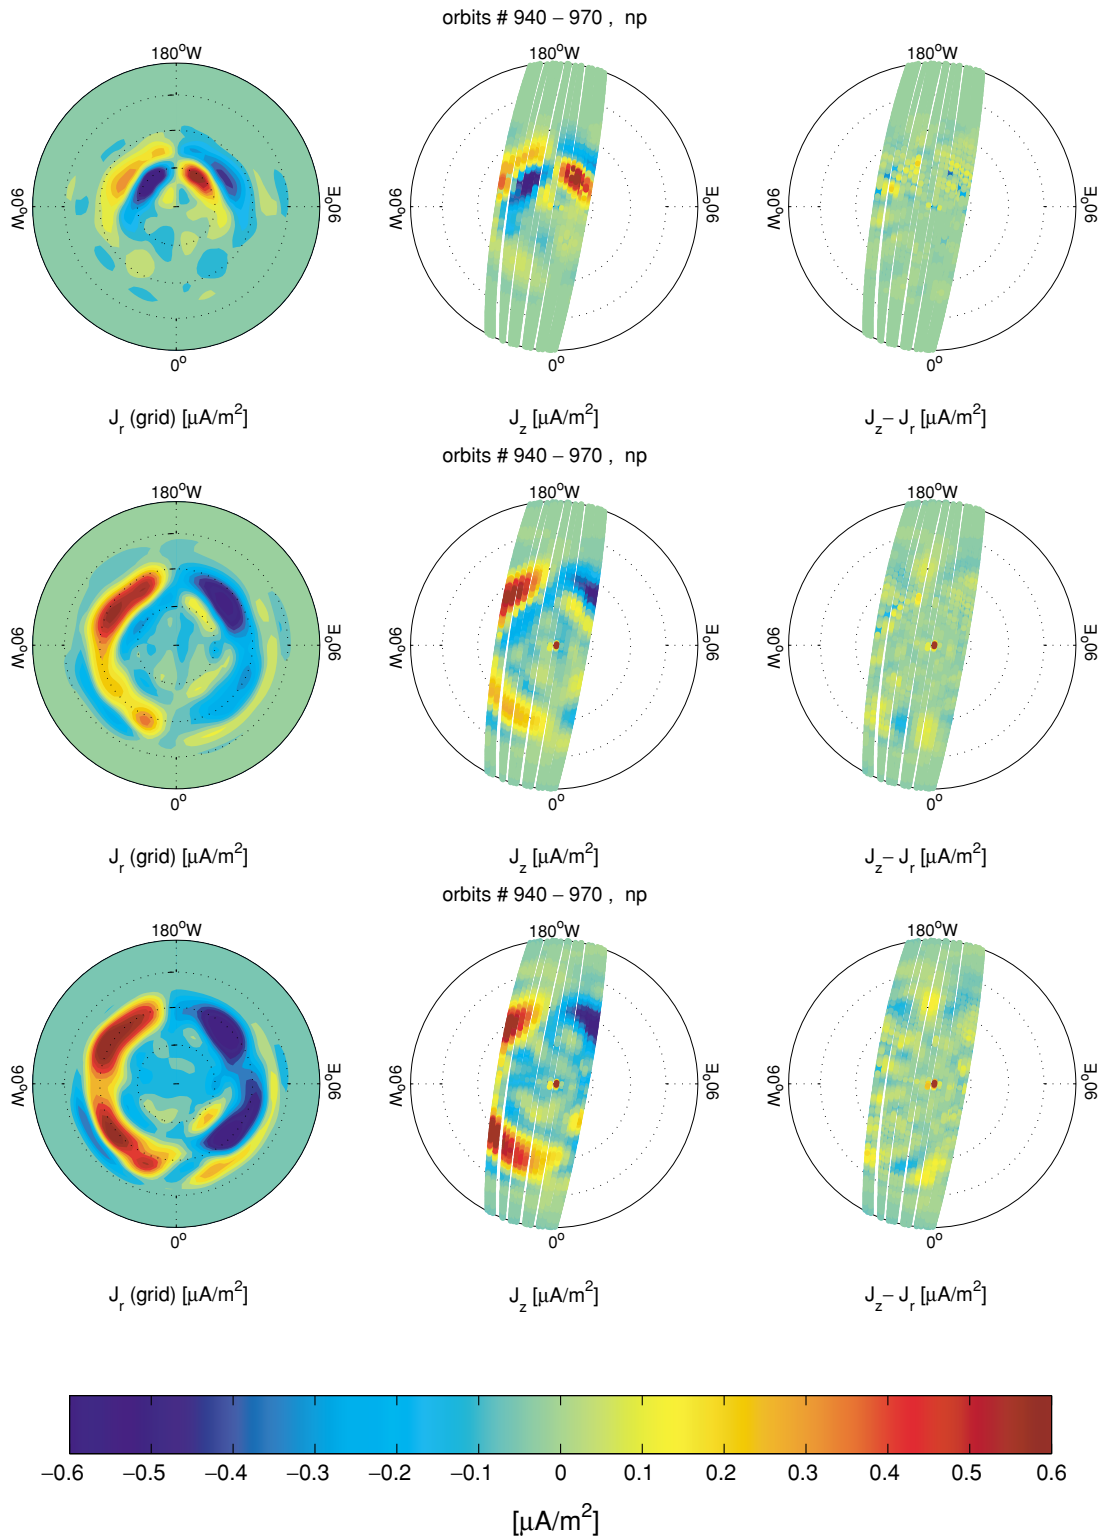 orbits # 940 – 970 , np
180°W 180°W 180°W
90°W 90°E 90°W 90°E 90°W 90°E
0° 0° 0°
J_r (grid) [μA/m²] J_z [μA/m²] J_z– J_r [μA/m²]
orbits # 940 – 970 , np
180°W 180°W 180°W
90°W 90°E 90°W 90°E 90°W 90°E
0° 0° 0°
J_r (grid) [μA/m²] J_z [μA/m²] J_z– J_r [μA/m²]
orbits # 940 – 970 , np
180°W 180°W 180°W
90°W 90°E 90°W 90°E 90°W 90°E
0° 0° 0°
J_r (grid) [μA/m²] J_z [μA/m²] J_z– J_r [μA/m²]
−0.6 −0.5 −0.4 −0.3 −0.2 −0.1 0 0.1 0.2 0.3 0.4 0.5 0.6
[μA/m²]